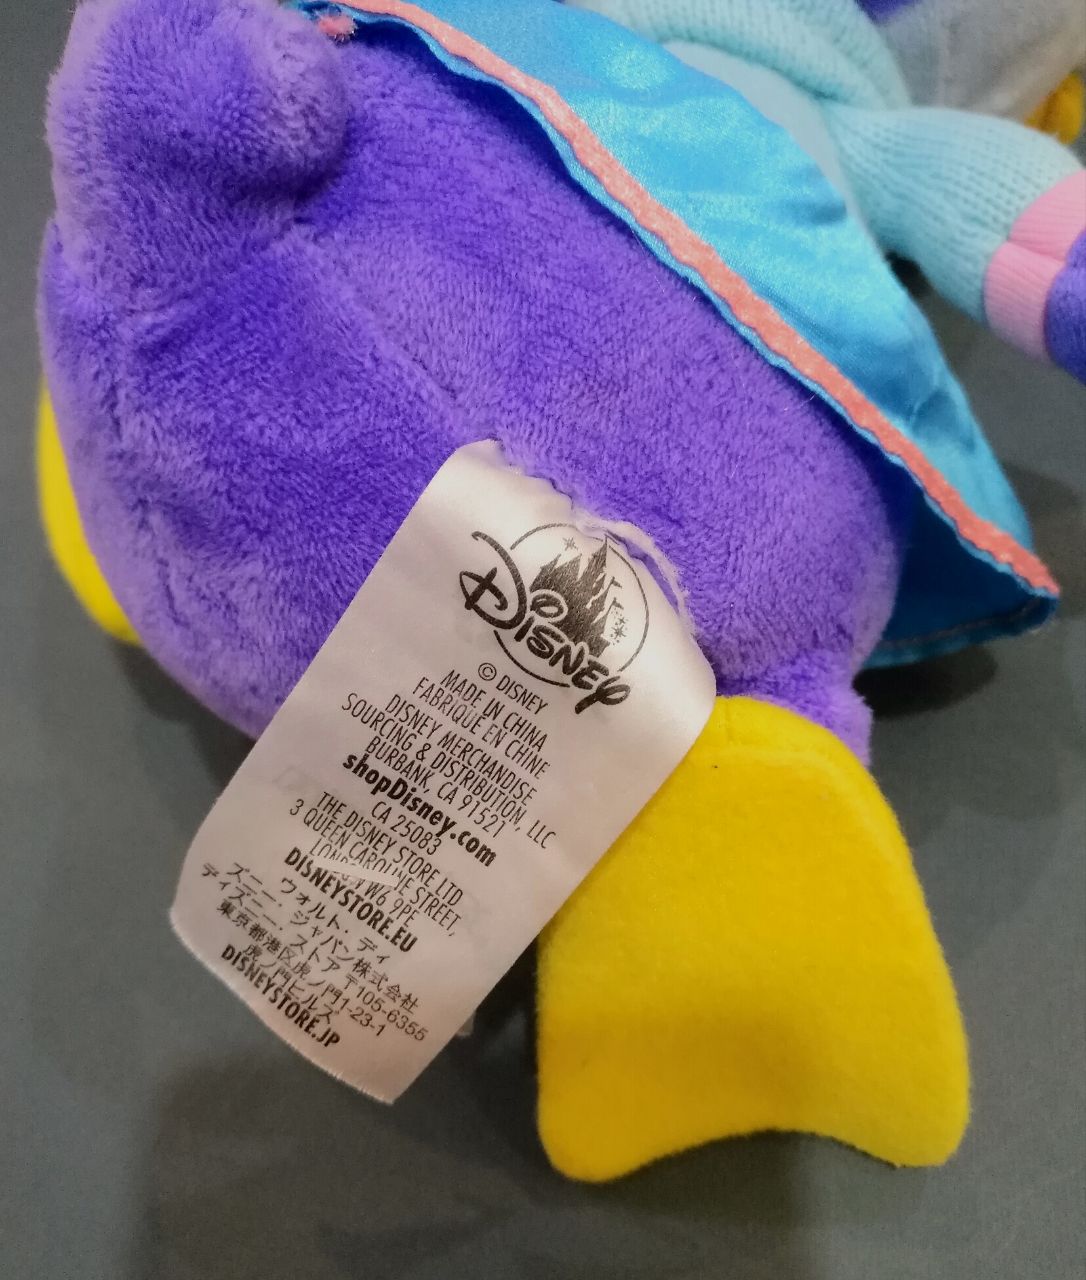 DISNEY
© DISNEY
MADE IN CHINA
FABRIQUE EN CHINE
DISNEY MERCHANDISE
SOURCING & DISTRIBUTION, LLC
BURBANK, CA 91521
shopDisney.com
CA 25083
THE DISNEY STORE LTD
3 QUEEN CAROLINE STREET,
W6 9PE
DISNEYSTORE.EU
ズニー ウォルト・ディ
ディズニー・ジャパン株式会社
ズニー・ストア 〒105-6355
東京都港区虎ノ門1-23-1
虎ノ門ヒルズ
DISNEYSTORE.JP